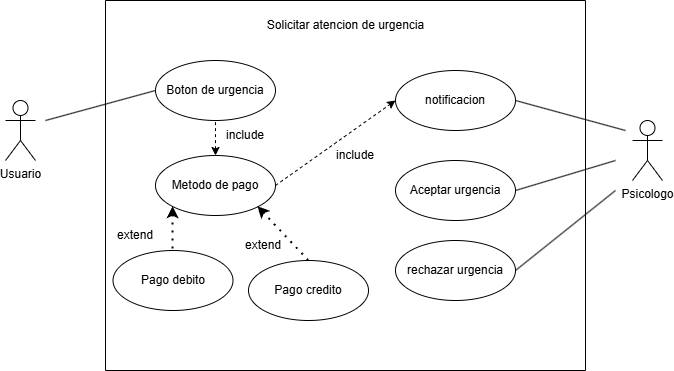 Solicitar atencion de urgencia
Boton de urgencia
notificacion
include
include
Usuario
Metodo de pago
Aceptar urgencia
Psicologo
extend
extend
Pago debito
Pago credito
rechazar urgencia